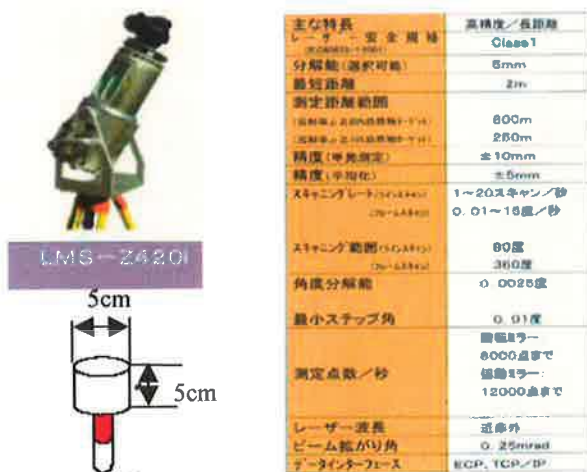 LMS-Z420i
5cm
5cm
主な特長 高精度/長距離
レーザー安全規格 Class1
分解能(選択可能) 5mm
最短距離 2m
測定距離範囲
800m
250m
精度(単発測定) ±10mm
精度(平均化) ±5mm
スキャニングレート(ラインスキャン) 1~20スキャン/秒
(フレームスキャン) 0.01~15度/秒
スキャニング範囲(ラインスキャン) 80度
(フレームスキャン) 360度
角度分解能 0.0025度
最小ステップ角 0.01度
測定点数/秒
回転ミラー
8000点まで
振動ミラー:
12000点まで
レーザー波長 近赤外
ビーム拡がり角 0.25mrad
データインターフェース ECP, TCP/IP